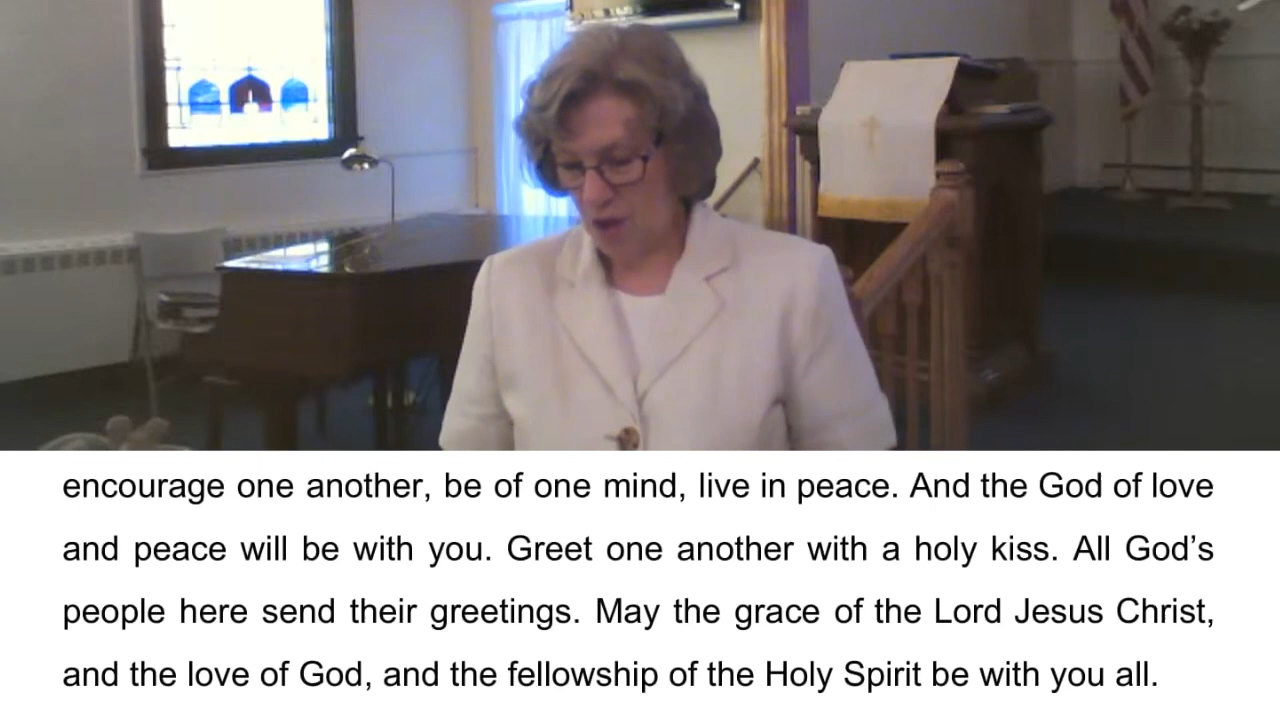 encourage one another, be of one mind, live in peace. And the God of love
and peace will be with you. Greet one another with a holy kiss. All God’s
people here send their greetings. May the grace of the Lord Jesus Christ,
and the love of God, and the fellowship of the Holy Spirit be with you all.